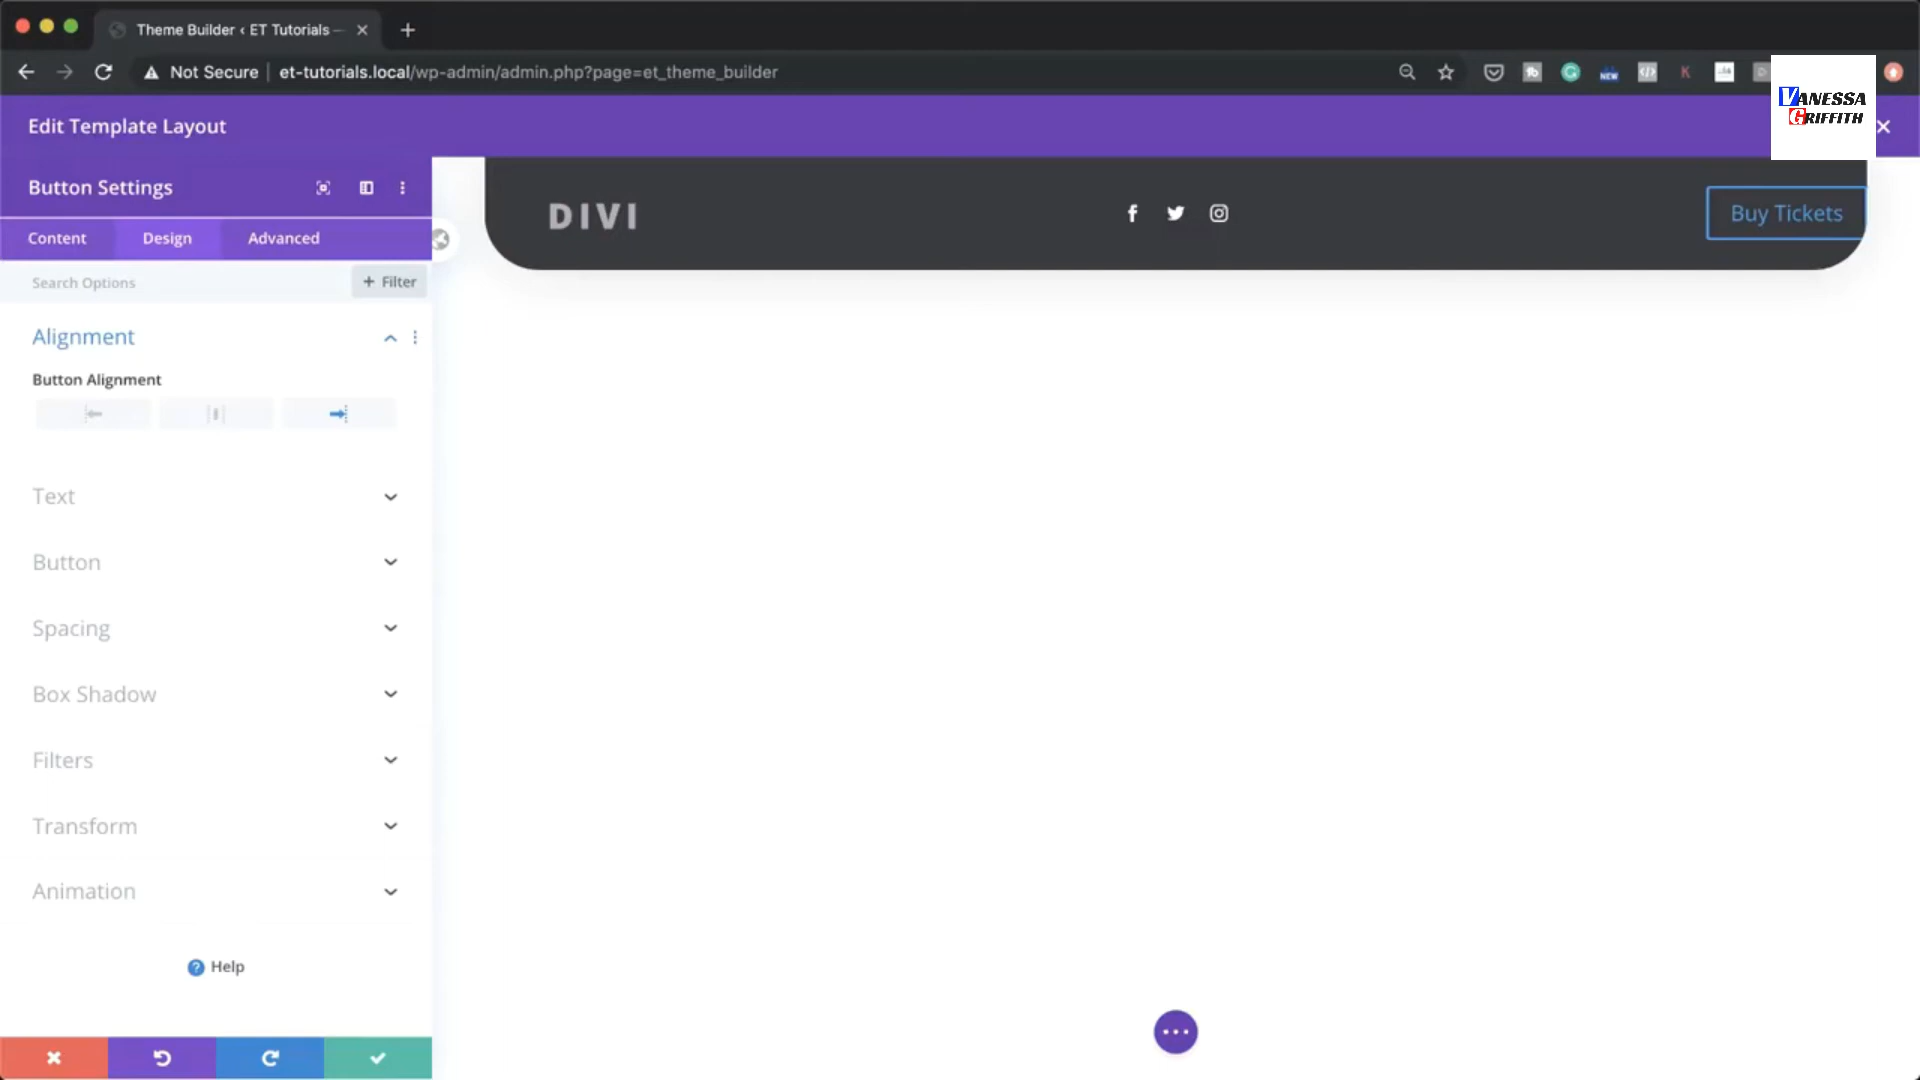 Theme Builder ‹ ET Tutorials —
Not Secure | et-tutorials.local/wp-admin/admin.php?page=et_theme_builder
NEW
K
VANESSA
GRIFFITH
Edit Template Layout
Button Settings
Content Design Advanced
Search Options
+ Filter
DIVI
Buy Tickets
Alignment
Button Alignment
Text
Button
Spacing
Box Shadow
Filters
Transform
Animation
? Help